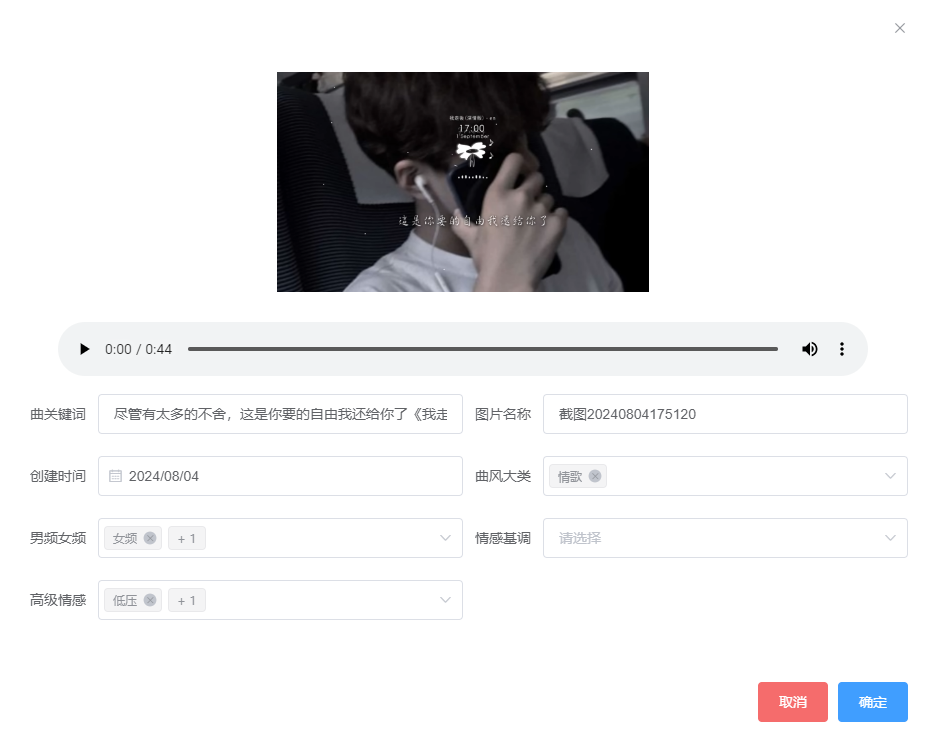 17:00
1 September
這是你要的自由我還給你了
0:00 / 0:44
曲关键词 尽管有太多的不舍，这是你要的自由我还给你了《我走
图片名称 截图20240804175120
创建时间 2024/08/04
曲风大类 情歌
男频女频 女频 + 1
情感基调 请选择
高级情感 低压 + 1
取消 确定